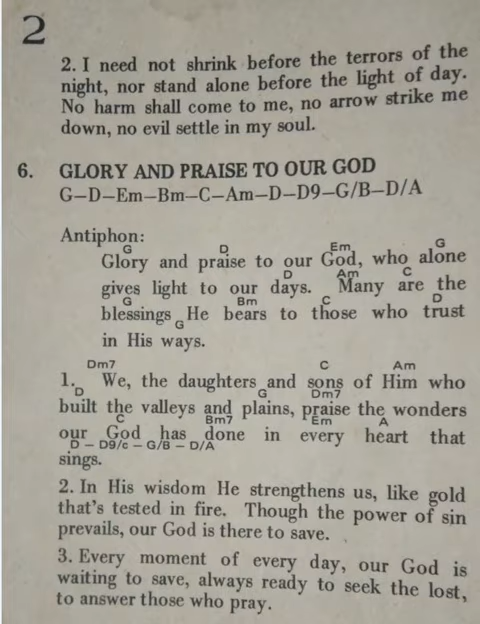 2
2. I need not shrink before the terrors of the
night, nor stand alone before the light of day.
No harm shall come to me, no arrow strike me
down, no evil settle in my soul.
6. GLORY AND PRAISE TO OUR GOD
G–D–Em–Bm–C–Am–D–D9–G/B–D/A
Antiphon:
G D Em G
Glory and praise to our God, who alone
D Am C
gives light to our days. Many are the
G Bm C D
blessings He bears to those who trust
G
in His ways.
Dm7 C Am
1. We, the daughters and sons of Him who
D G Dm7
built the valleys and plains, praise the wonders
C Bm7 Em A
our God has done in every heart that
D – D9/c – G/B – D/A
sings.
2. In His wisdom He strengthens us, like gold
that's tested in fire. Though the power of sin
prevails, our God is there to save.
3. Every moment of every day, our God is
waiting to save, always ready to seek the lost,
to answer those who pray.